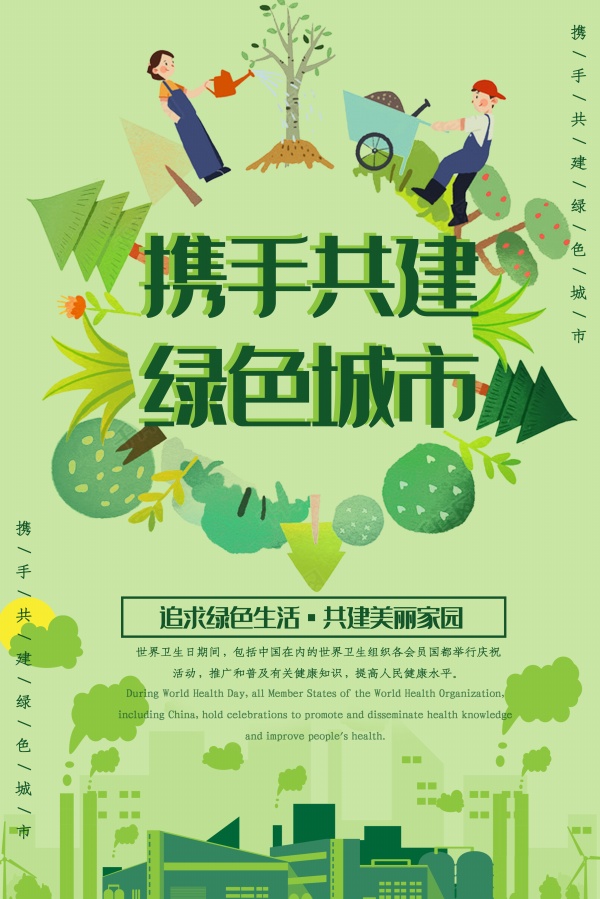 携/手/共/建/绿/色/城/市
携手共建
绿色城市
追求绿色生活·共建美丽家园
世界卫生日期间，包括中国在内的世界卫生组织各会员国都举行庆祝
活动，推广和普及有关健康知识，提高人民健康水平。
During World Health Day, all Member States of the World Health Organization,
including China, hold celebrations to promote and disseminate health knowledge
and improve people's health.
携/手/共/建/绿/色/城/市